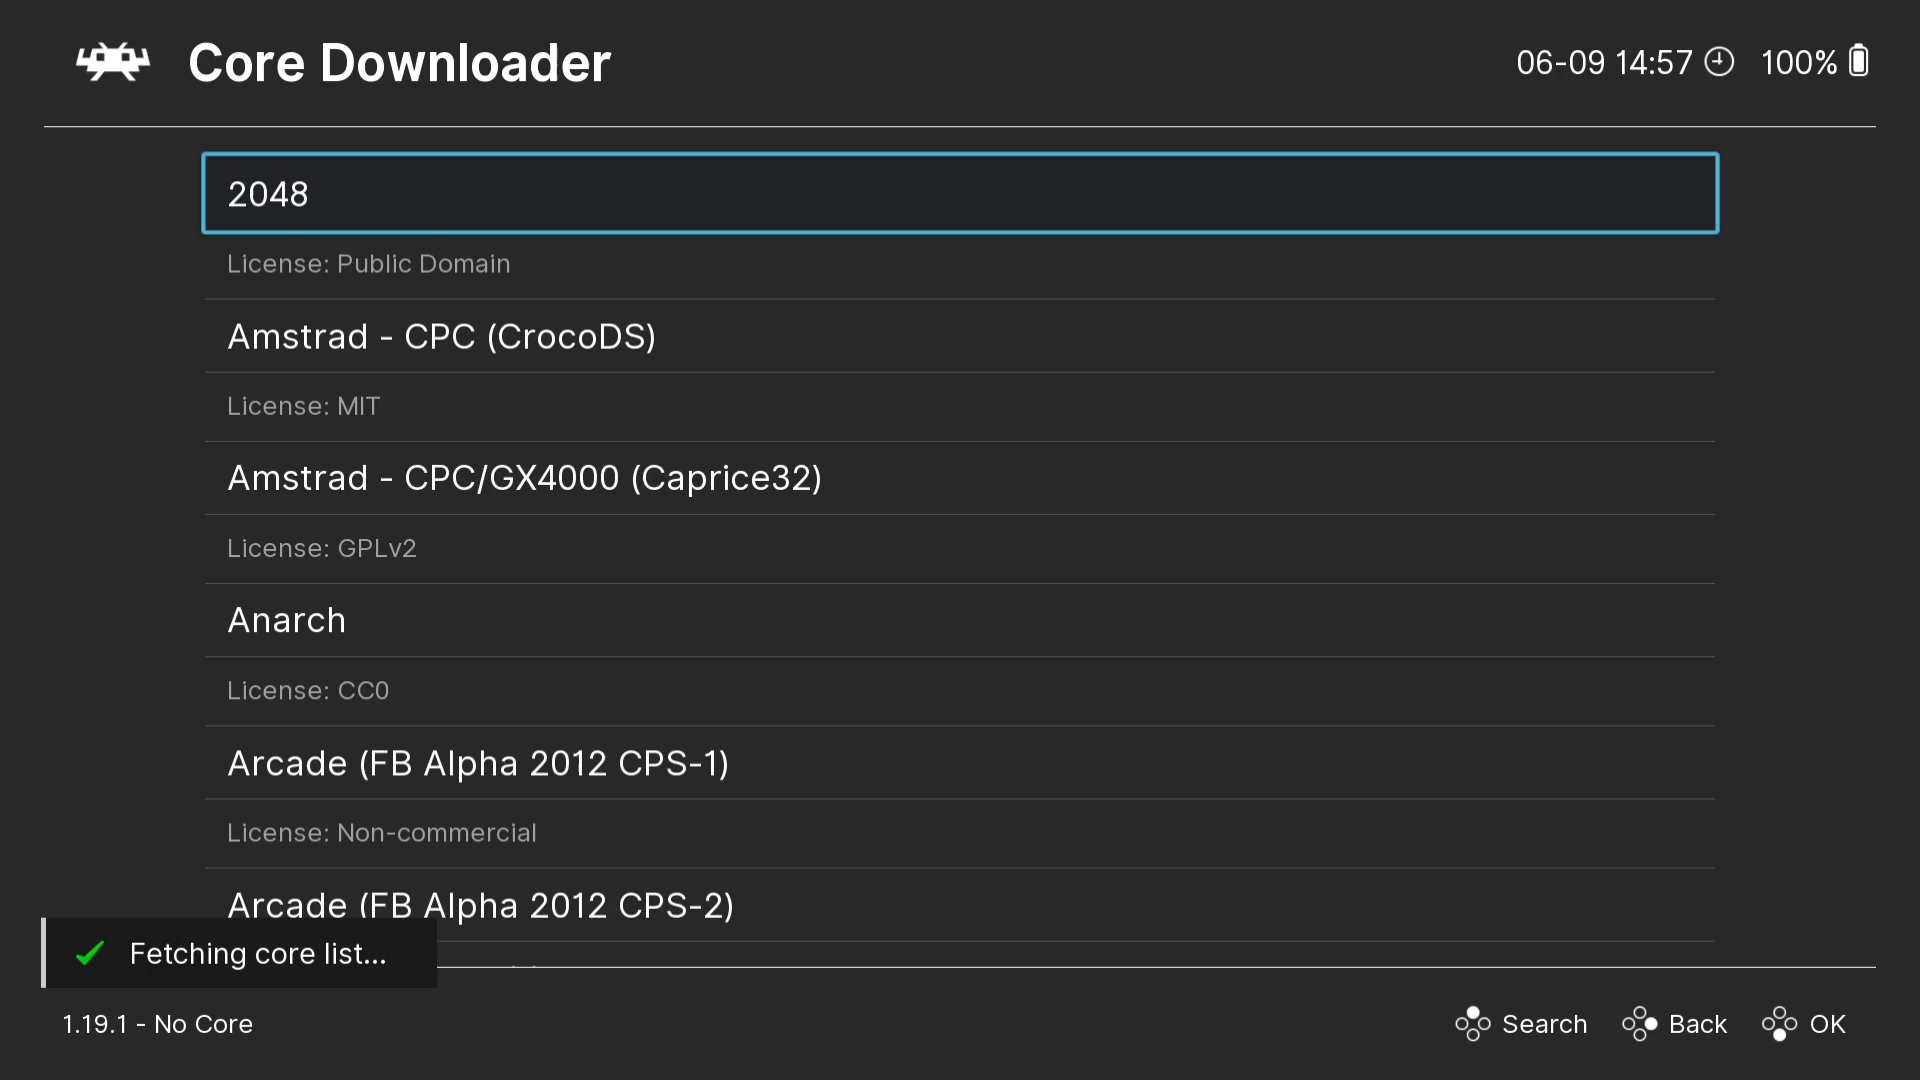 Core Downloader
06-09 14:57
100%
2048
License: Public Domain
Amstrad - CPC (CrocoDS)
License: MIT
Amstrad - CPC/GX4000 (Caprice32)
License: GPLv2
Anarch
License: CC0
Arcade (FB Alpha 2012 CPS-1)
License: Non-commercial
Arcade (FB Alpha 2012 CPS-2)
Fetching core list...
1.19.1 - No Core
Search
Back
OK